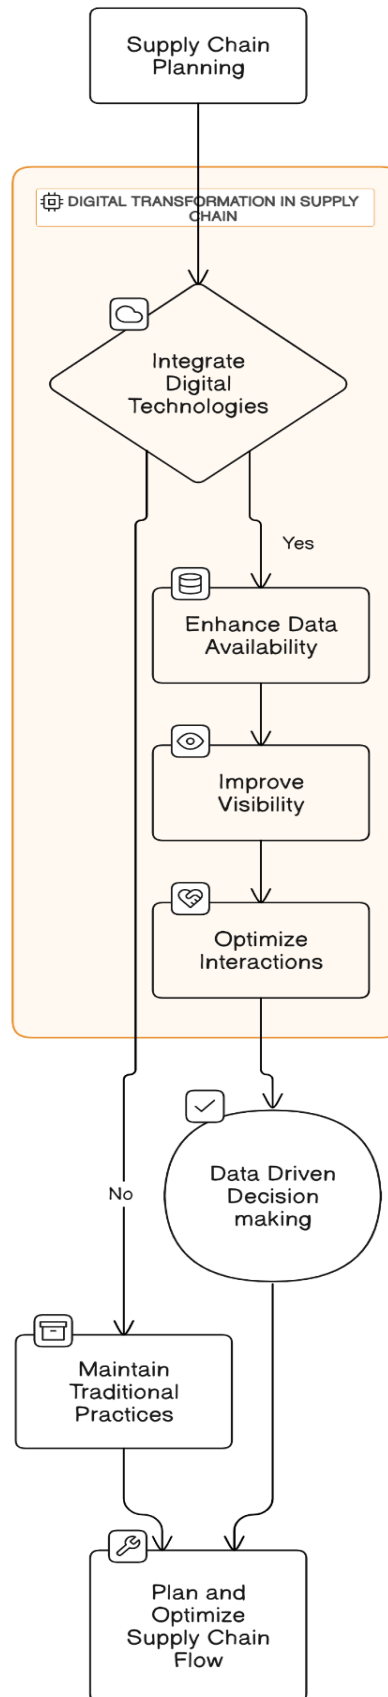 Supply Chain
Planning
DIGITAL TRANSFORMATION IN SUPPLY
CHAIN
Integrate
Digital
Technologies
Yes
Enhance Data
Availability
Improve
Visibility
Optimize
Interactions
Data Driven
Decision
making
No
Maintain
Traditional
Practices
Plan and
Optimize
Supply Chain
Flow